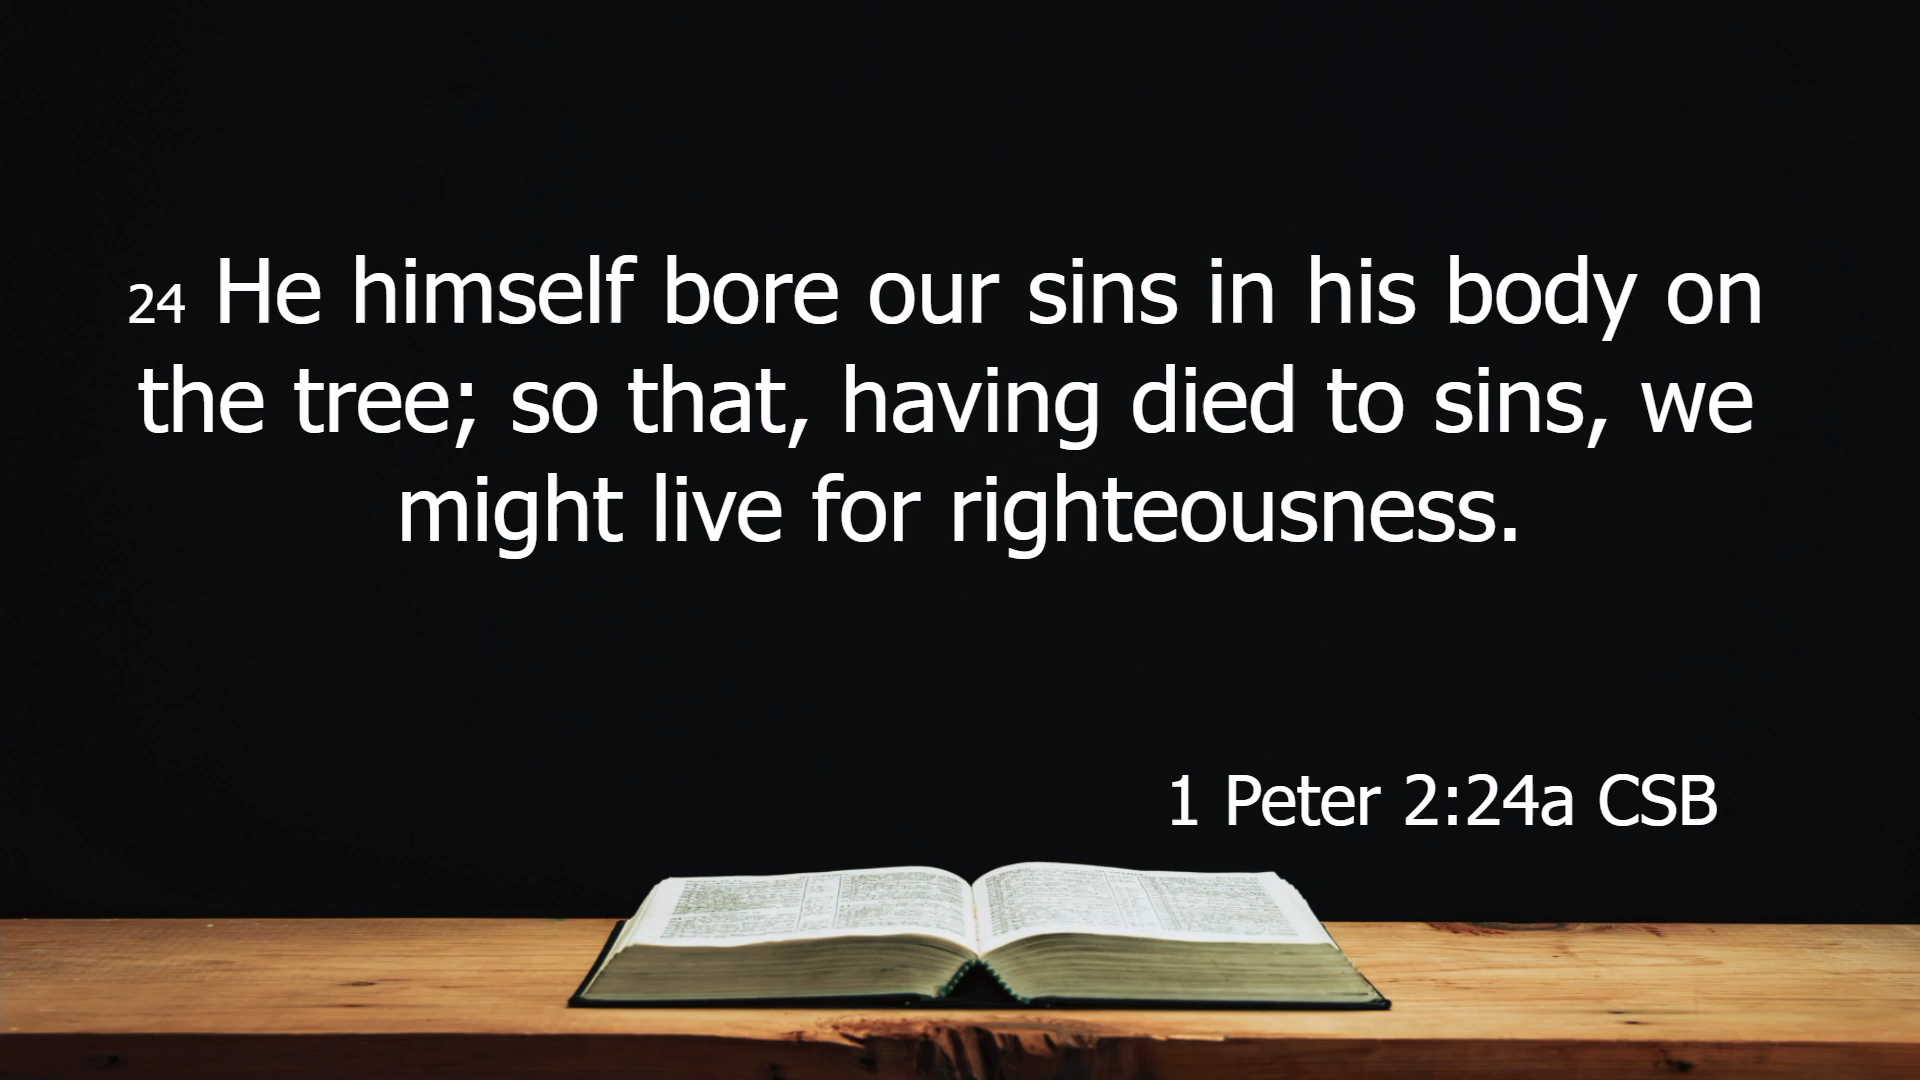 24 He himself bore our sins in his body on
the tree; so that, having died to sins, we
might live for righteousness.
1 Peter 2:24a CSB